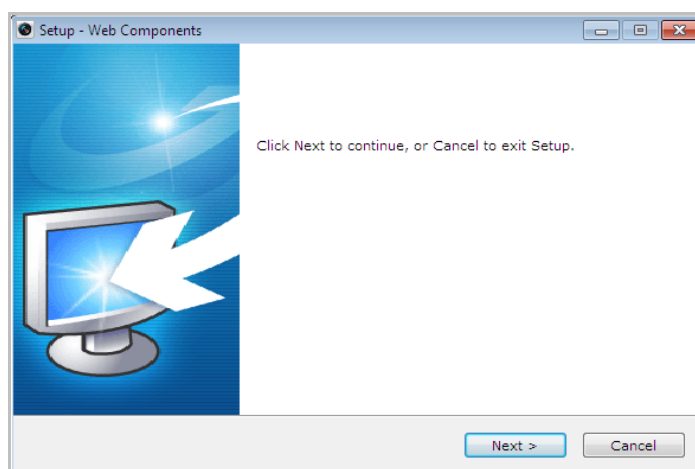 Setup - Web Components
Click Next to continue, or Cancel to exit Setup.
Next >
Cancel